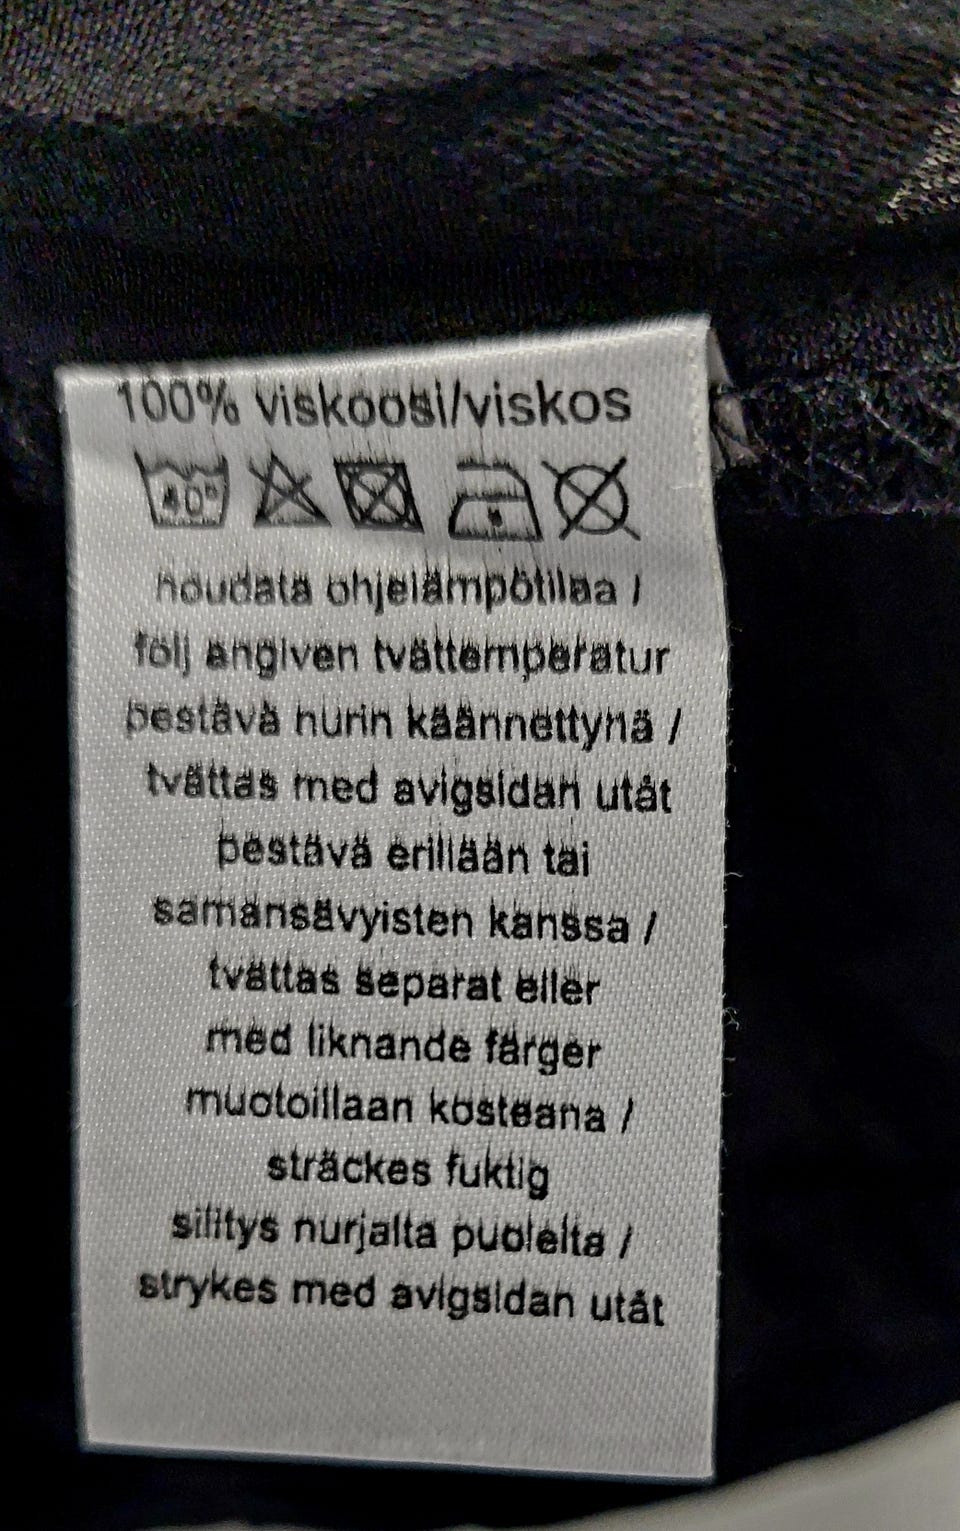 100% viskoosi/viskos
40°
noudata ohjelämpötilaa /
följ angiven tvättemperatur
pestävä nurin käännettynä /
tvättas med avigsidan utåt
pestävä erillään tai
samansävyisten kanssa /
tvättas separat eller
med liknande färger
muotoillaan kosteana /
sträckes fuktig
silitys nurjalta puolelta /
strykes med avigsidan utåt